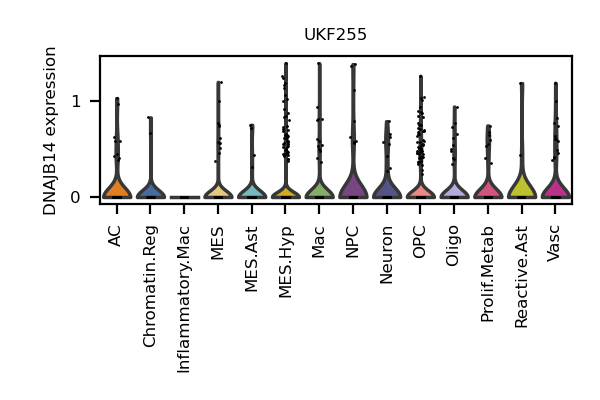 UKF255
DNAJB14 expression
1
0
AC
Chromatin.Reg
Inflammatory.Mac
MES
MES.Ast
MES.Hyp
Mac
NPC
Neuron
OPC
Oligo
Prolif.Metab
Reactive.Ast
Vasc